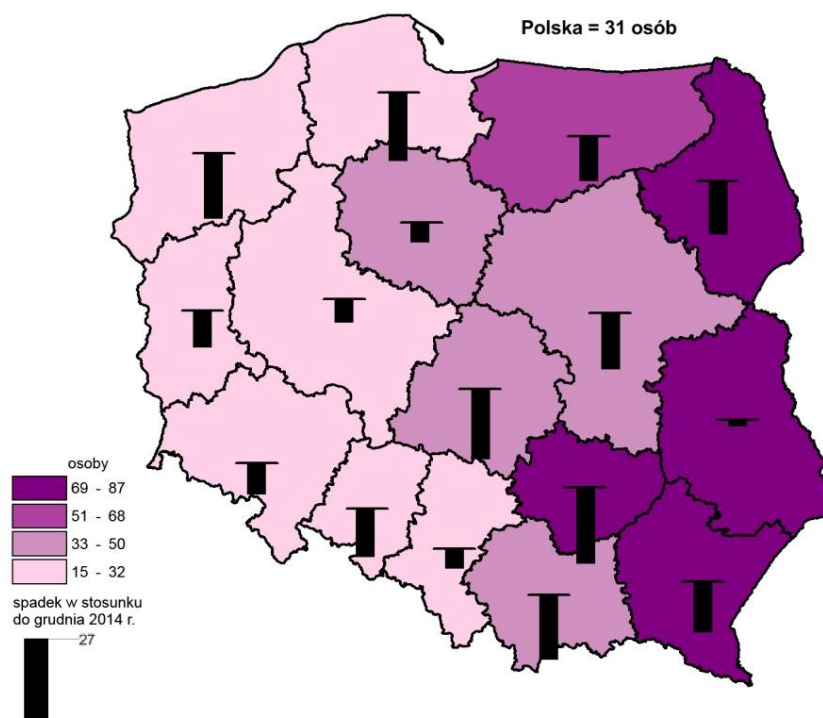 Polska = 31 osób
osoby
69 - 87
51 - 68
33 - 50
15 - 32
spadek w stosunku
do grudnia 2014 r.
27